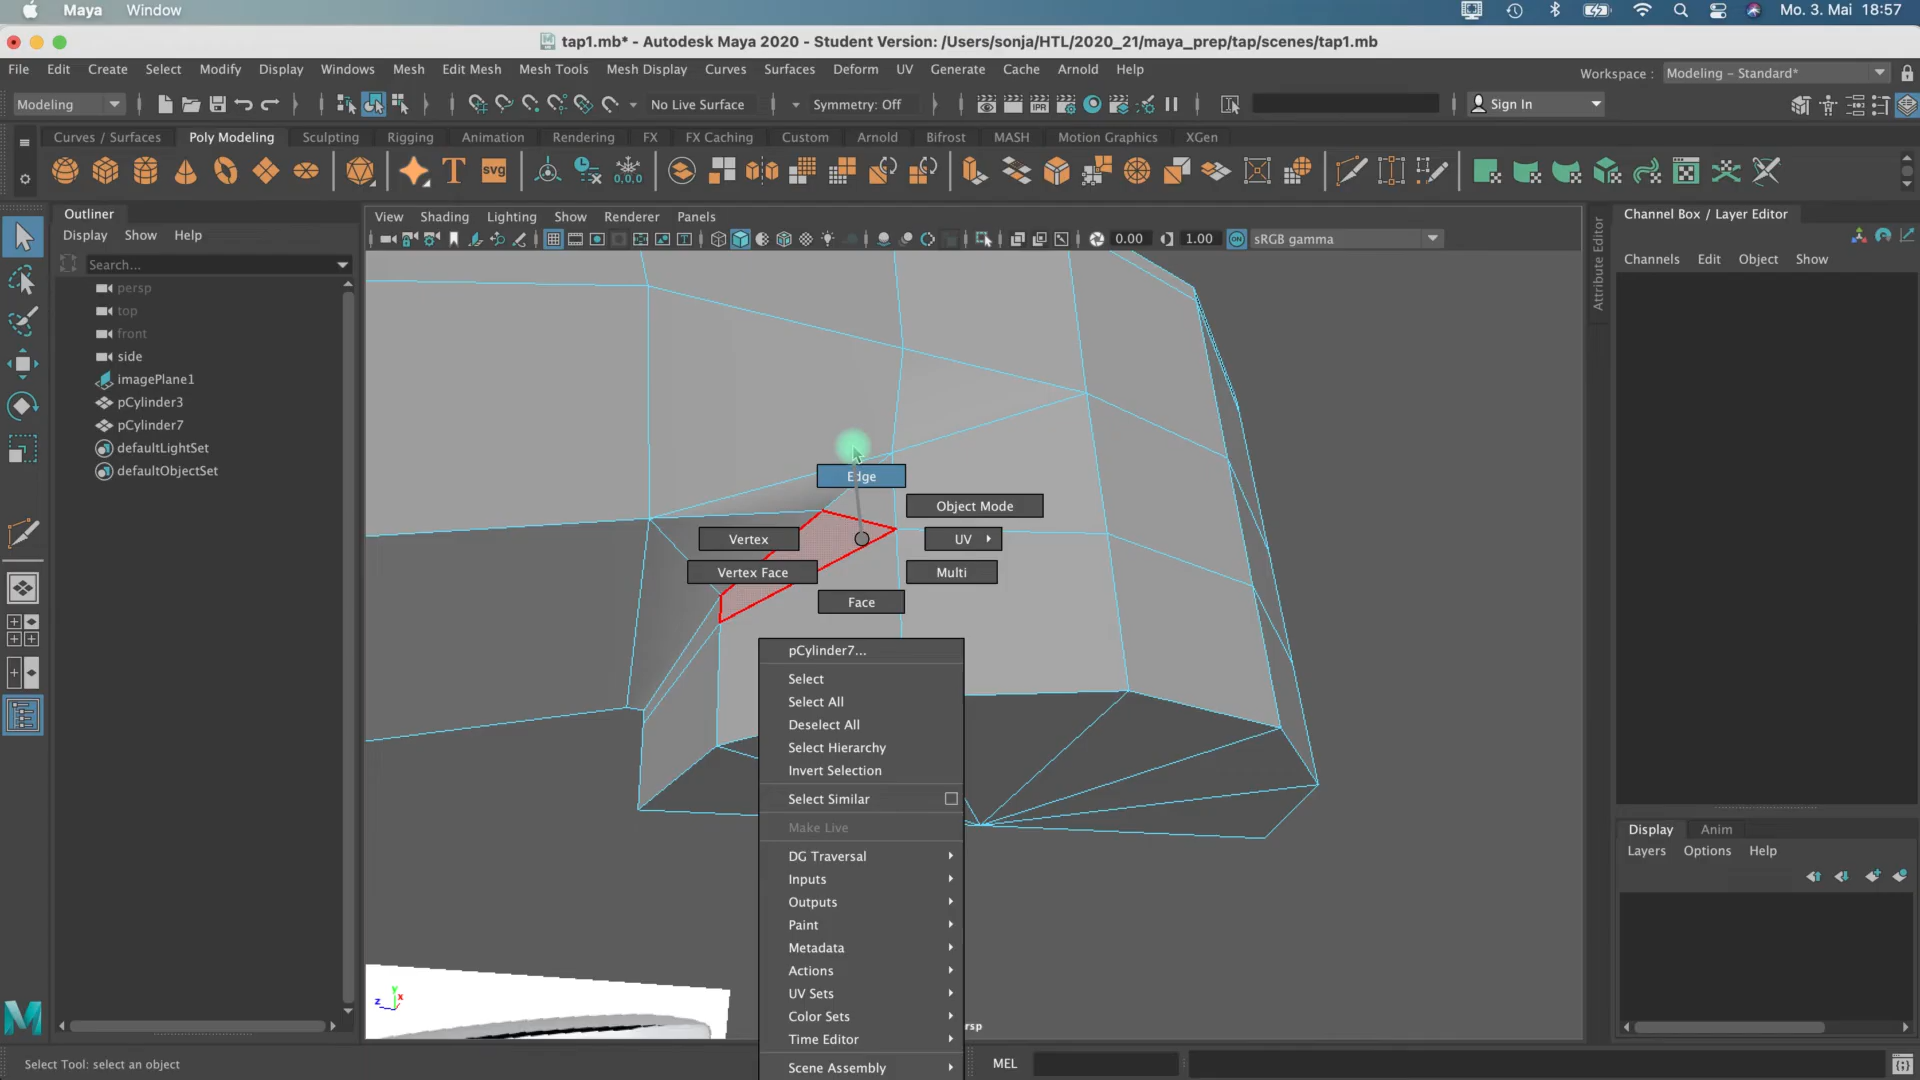 Maya Window Mo. 3. Mai 18:57
tap1.mb* - Autodesk Maya 2020 - Student Version: /Users/sonja/HTL/2020_21/maya_prep/tap/scenes/tap1.mb
File Edit Create Select Modify Display Windows Mesh Edit Mesh Mesh Tools Mesh Display Curves Surfaces Deform UV Generate Cache Arnold Help Workspace : Modeling - Standard*
Modeling No Live Surface Symmetry: Off IPR Sign In
Curves / Surfaces Poly Modeling Sculpting Rigging Animation Rendering FX FX Caching Custom Arnold Bifrost MASH Motion Graphics XGen
T svg 0,0,0
Outliner View Shading Lighting Show Renderer Panels Channel Box / Layer Editor
Display Show Help 0.00 1.00 ON sRGB gamma
Search... Channels Edit Object Show
Attribute Editor
persp
top
front
side
imagePlane1
pCylinder3
pCylinder7
defaultLightSet
defaultObjectSet
Edge
Object Mode
Vertex UV
Vertex Face Multi
Face
pCylinder7...
Select
Select All
Deselect All
Select Hierarchy
Invert Selection
Select Similar
Make Live
DG Traversal
Inputs
Outputs
Paint
Metadata
Actions
UV Sets
Color Sets
Time Editor
Scene Assembly
Display Anim
Layers Options Help
y
z x
rsp
M
Select Tool: select an object MEL